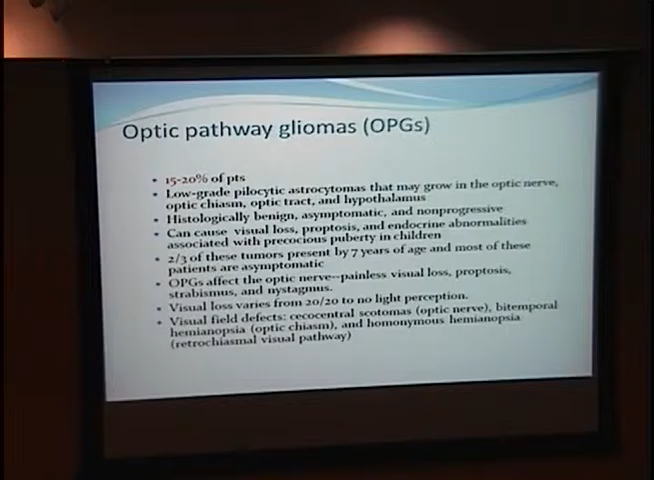 Optic pathway gliomas (OPGs)
• 15-20% of pts
• Low-grade pilocytic astrocytomas that may grow in the optic nerve,
optic chiasm, optic tract, and hypothalamus
• Histologically benign, asymptomatic, and nonprogressive
• Can cause visual loss, proptosis, and endocrine abnormalities
associated with precocious puberty in children
• 2/3 of these tumors present by 7 years of age and most of these
patients are asymptomatic
• OPGs affect the optic nerve--painless visual loss, proptosis,
strabismus, and nystagmus.
• Visual loss varies from 20/20 to no light perception.
• Visual field defects: cecocentral scotomas (optic nerve), bitemporal
hemianopsia (optic chiasm), and homonymous hemianopsia
(retrochiasmal visual pathway)